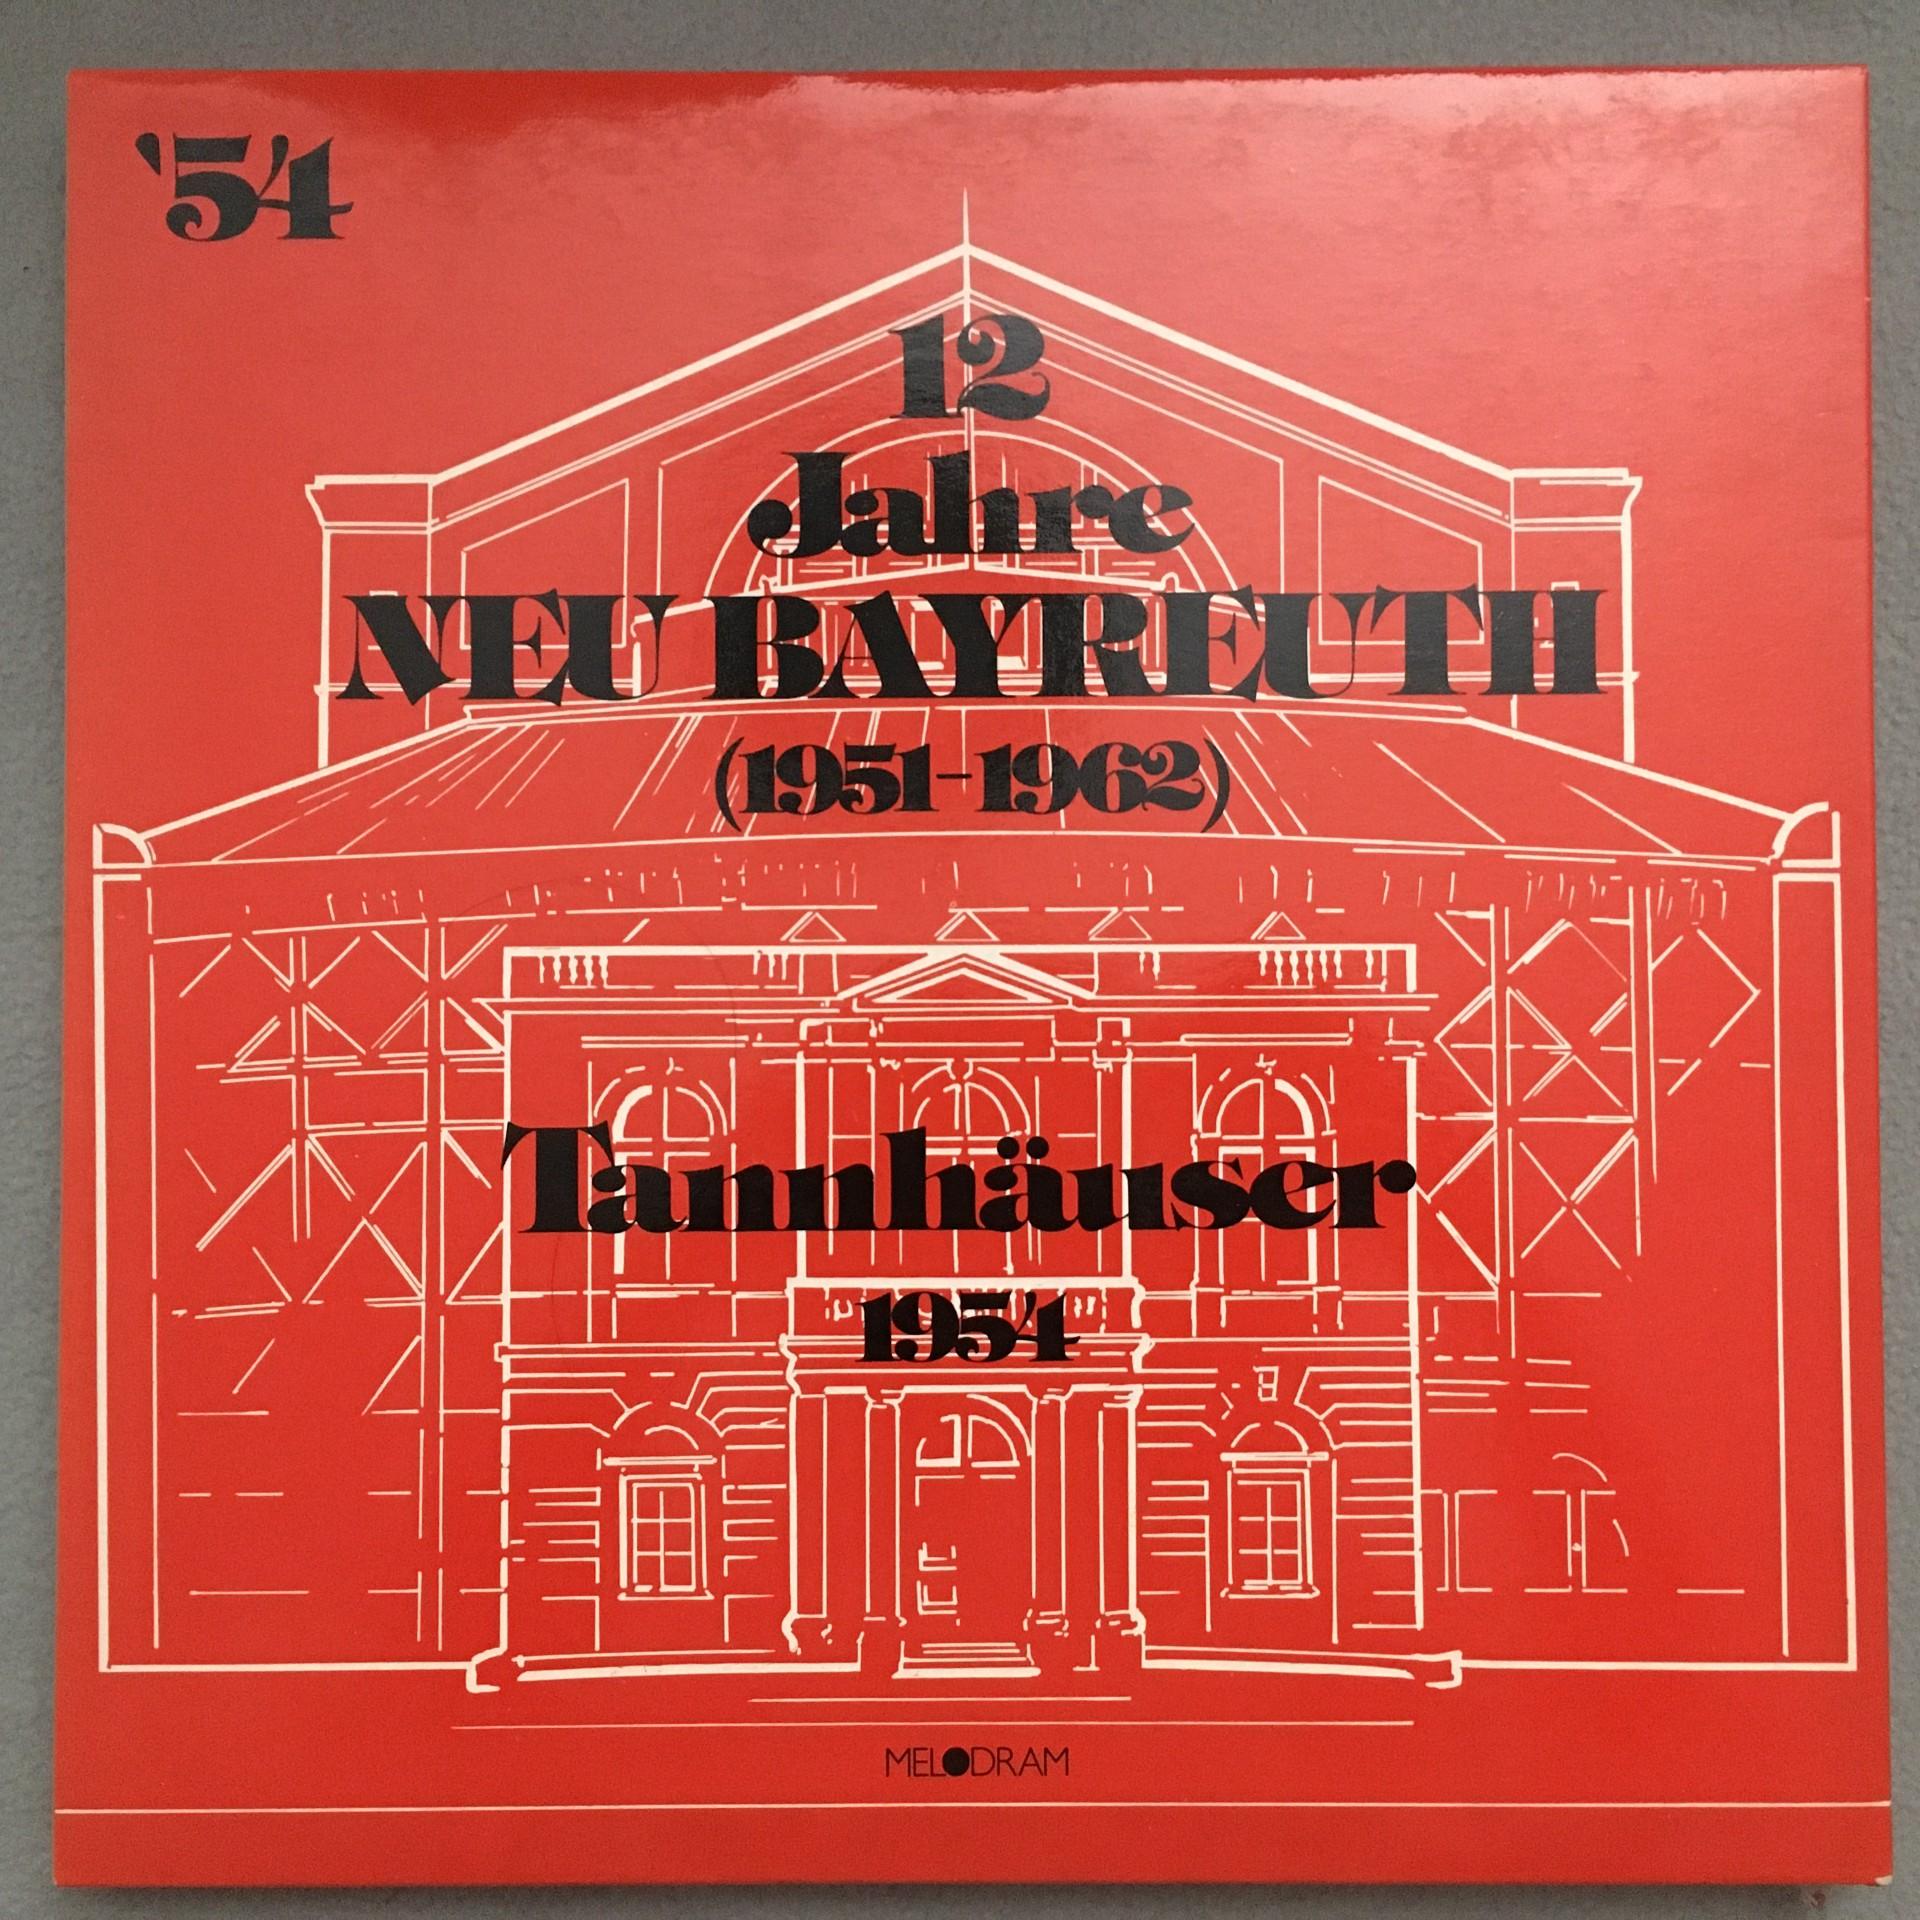 '54
12
Jahre
NEU BAYREUTH
(1951-1962)
Tannhäuser
1954
MELODRAM